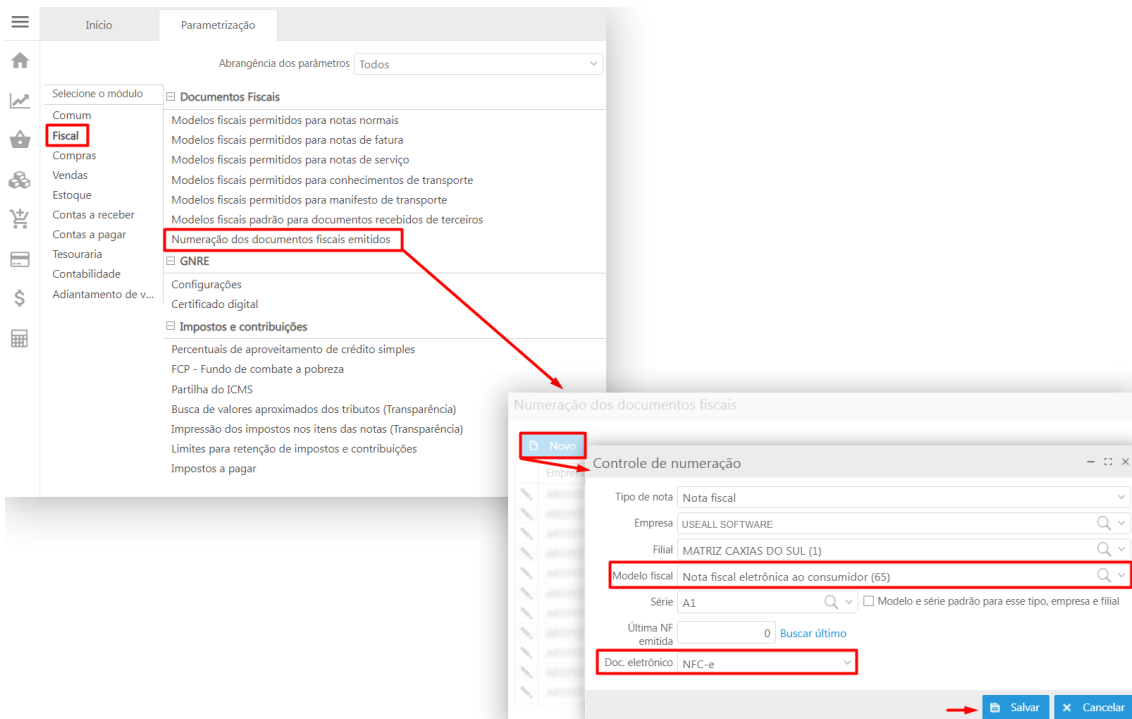 Início
Parametrização
Abrangência dos parâmetros Todos
Selecione o módulo
Comum
Fiscal
Compras
Vendas
Estoque
Contas a receber
Contas a pagar
Tesouraria
Contabilidade
Adiantamento de v...
Documentos Fiscais
Modelos fiscais permitidos para notas normais
Modelos fiscais permitidos para notas de fatura
Modelos fiscais permitidos para notas de serviço
Modelos fiscais permitidos para conhecimentos de transporte
Modelos fiscais permitidos para manifesto de transporte
Modelos fiscais padrão para documentos recebidos de terceiros
Numeração dos documentos fiscais emitidos
GNRE
Configurações
Certificado digital
Impostos e contribuições
Percentuais de aproveitamento de crédito simples
FCP - Fundo de combate a pobreza
Partilha do ICMS
Busca de valores aproximados dos tributos (Transparência)
Impressão dos impostos nos itens das notas (Transparência)
Limites para retenção de impostos e contribuições
Impostos a pagar
Numeração dos documentos fiscais
Novo
Controle de numeração
Tipo de nota Nota fiscal
Empresa USEALL SOFTWARE
Filial MATRIZ CAXIAS DO SUL (1)
Modelo fiscal Nota fiscal eletrônica ao consumidor (65)
Série A1 Modelo e série padrão para esse tipo, empresa e filial
Última NF
emitida 0 Buscar último
Doc. eletrônico NFC-e
Salvar Cancelar